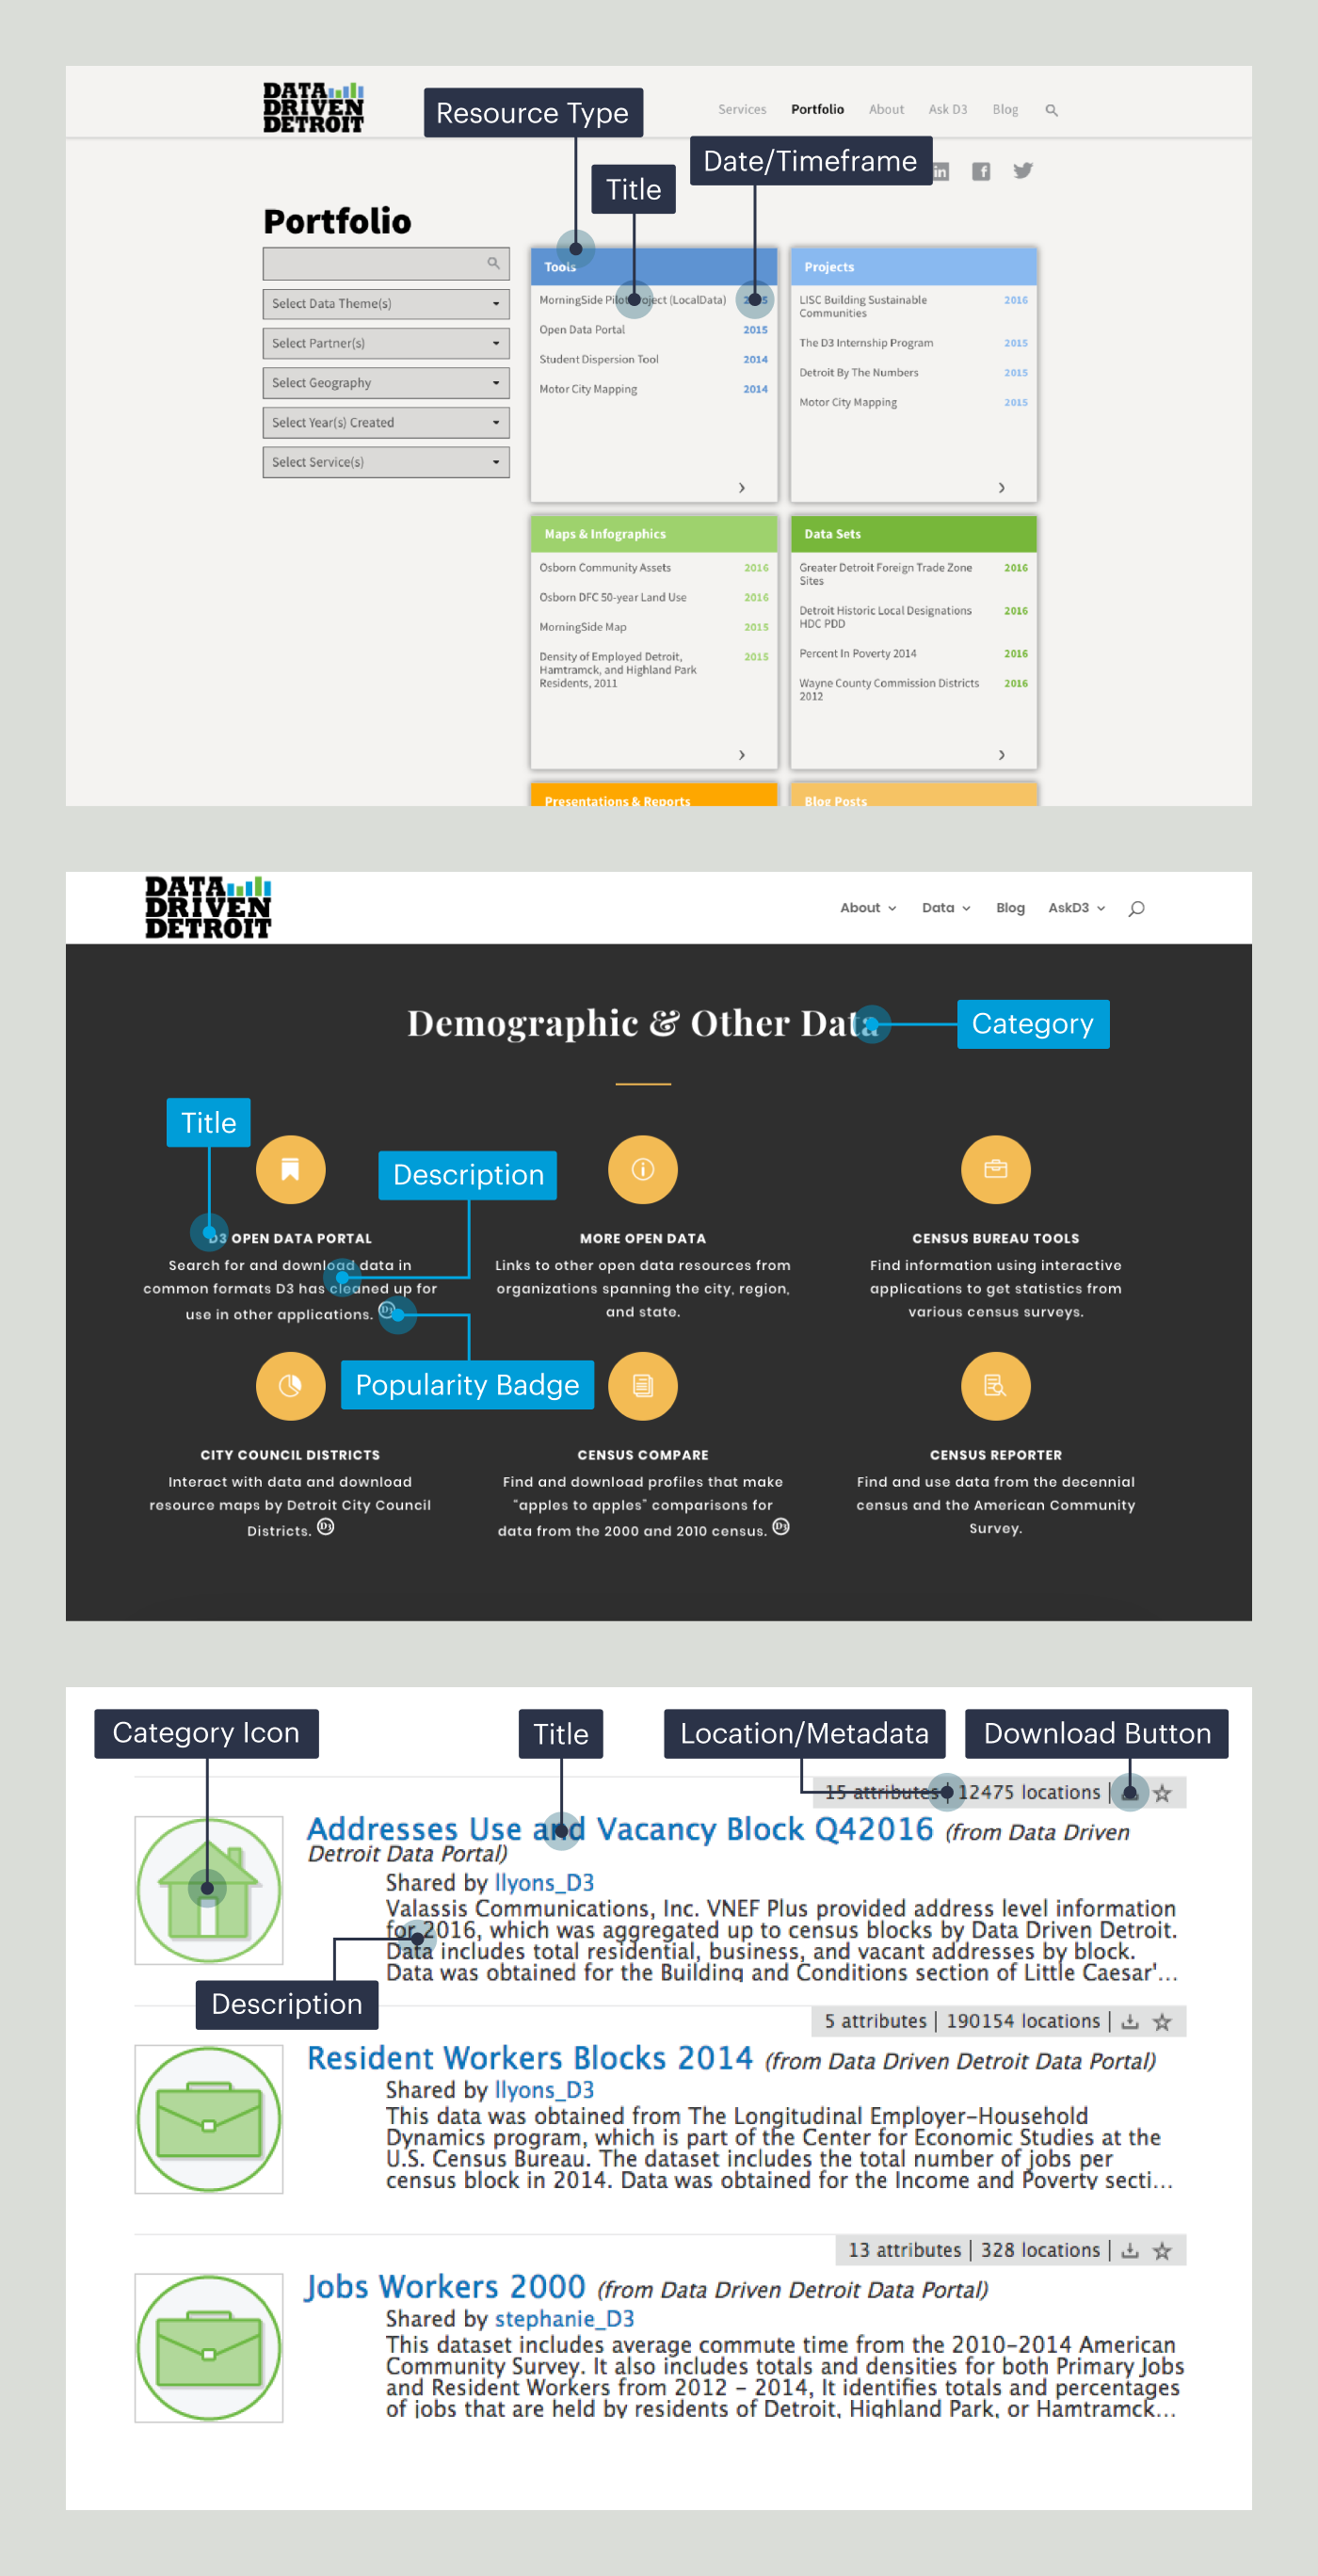 DATA
DRIVEN
DETROIT
Resource Type
Services Portfolio About Ask D3 Blog
Date/Timeframe
Title
in f
Portfolio
Tools
MorningSide Pilot Project (LocalData)
Open Data Portal 2015
Student Dispersion Tool 2014
Motor City Mapping 2014
Projects
LISC Building Sustainable 2016
Communities
The D3 Internship Program 2015
Detroit By The Numbers 2015
Motor City Mapping 2015
Select Data Theme(s)
Select Partner(s)
Select Geography
Select Year(s) Created
Select Service(s)
Maps & Infographics
Osborn Community Assets 2016
Osborn DFC 50-year Land Use 2016
MorningSide Map 2015
Density of Employed Detroit, 2015
Hamtramck, and Highland Park
Residents, 2011
Data Sets
Greater Detroit Foreign Trade Zone 2016
Sites
Detroit Historic Local Designations 2016
HDC PDD
Percent In Poverty 2014 2016
Wayne County Commission Districts 2016
2012
Presentations & Reports
Blog Posts
DATA
DRIVEN
DETROIT
About Data Blog AskD3
Demographic & Other Data
Category
Title
Description
D3 OPEN DATA PORTAL
Search for and download data in
common formats D3 has cleaned up for
use in other applications. D3
Popularity Badge
MORE OPEN DATA
Links to other open data resources from
organizations spanning the city, region,
and state.
CENSUS BUREAU TOOLS
Find information using interactive
applications to get statistics from
various census surveys.
CITY COUNCIL DISTRICTS
Interact with data and download
resource maps by Detroit City Council
Districts. D3
CENSUS COMPARE
Find and download profiles that make
“apples to apples” comparisons for
data from the 2000 and 2010 census. D3
CENSUS REPORTER
Find and use data from the decennial
census and the American Community
Survey.
Category Icon
Title
Location/Metadata
Download Button
15 attributes | 12475 locations |
Addresses Use and Vacancy Block Q42016 (from Data Driven
Detroit Data Portal)
Shared by llyons_D3
Valassis Communications, Inc. VNEF Plus provided address level information
for 2016, which was aggregated up to census blocks by Data Driven Detroit.
Data includes total residential, business, and vacant addresses by block.
Data was obtained for the Building and Conditions section of Little Caesar'...
Description
5 attributes | 190154 locations |
Resident Workers Blocks 2014 (from Data Driven Detroit Data Portal)
Shared by llyons_D3
This data was obtained from The Longitudinal Employer-Household
Dynamics program, which is part of the Center for Economic Studies at the
U.S. Census Bureau. The dataset includes the total number of jobs per
census block in 2014. Data was obtained for the Income and Poverty secti...
13 attributes | 328 locations |
Jobs Workers 2000 (from Data Driven Detroit Data Portal)
Shared by stephanie_D3
This dataset includes average commute time from the 2010-2014 American
Community Survey. It also includes totals and densities for both Primary Jobs
and Resident Workers from 2012 - 2014, It identifies totals and percentages
of jobs that are held by residents of Detroit, Highland Park, or Hamtramck...